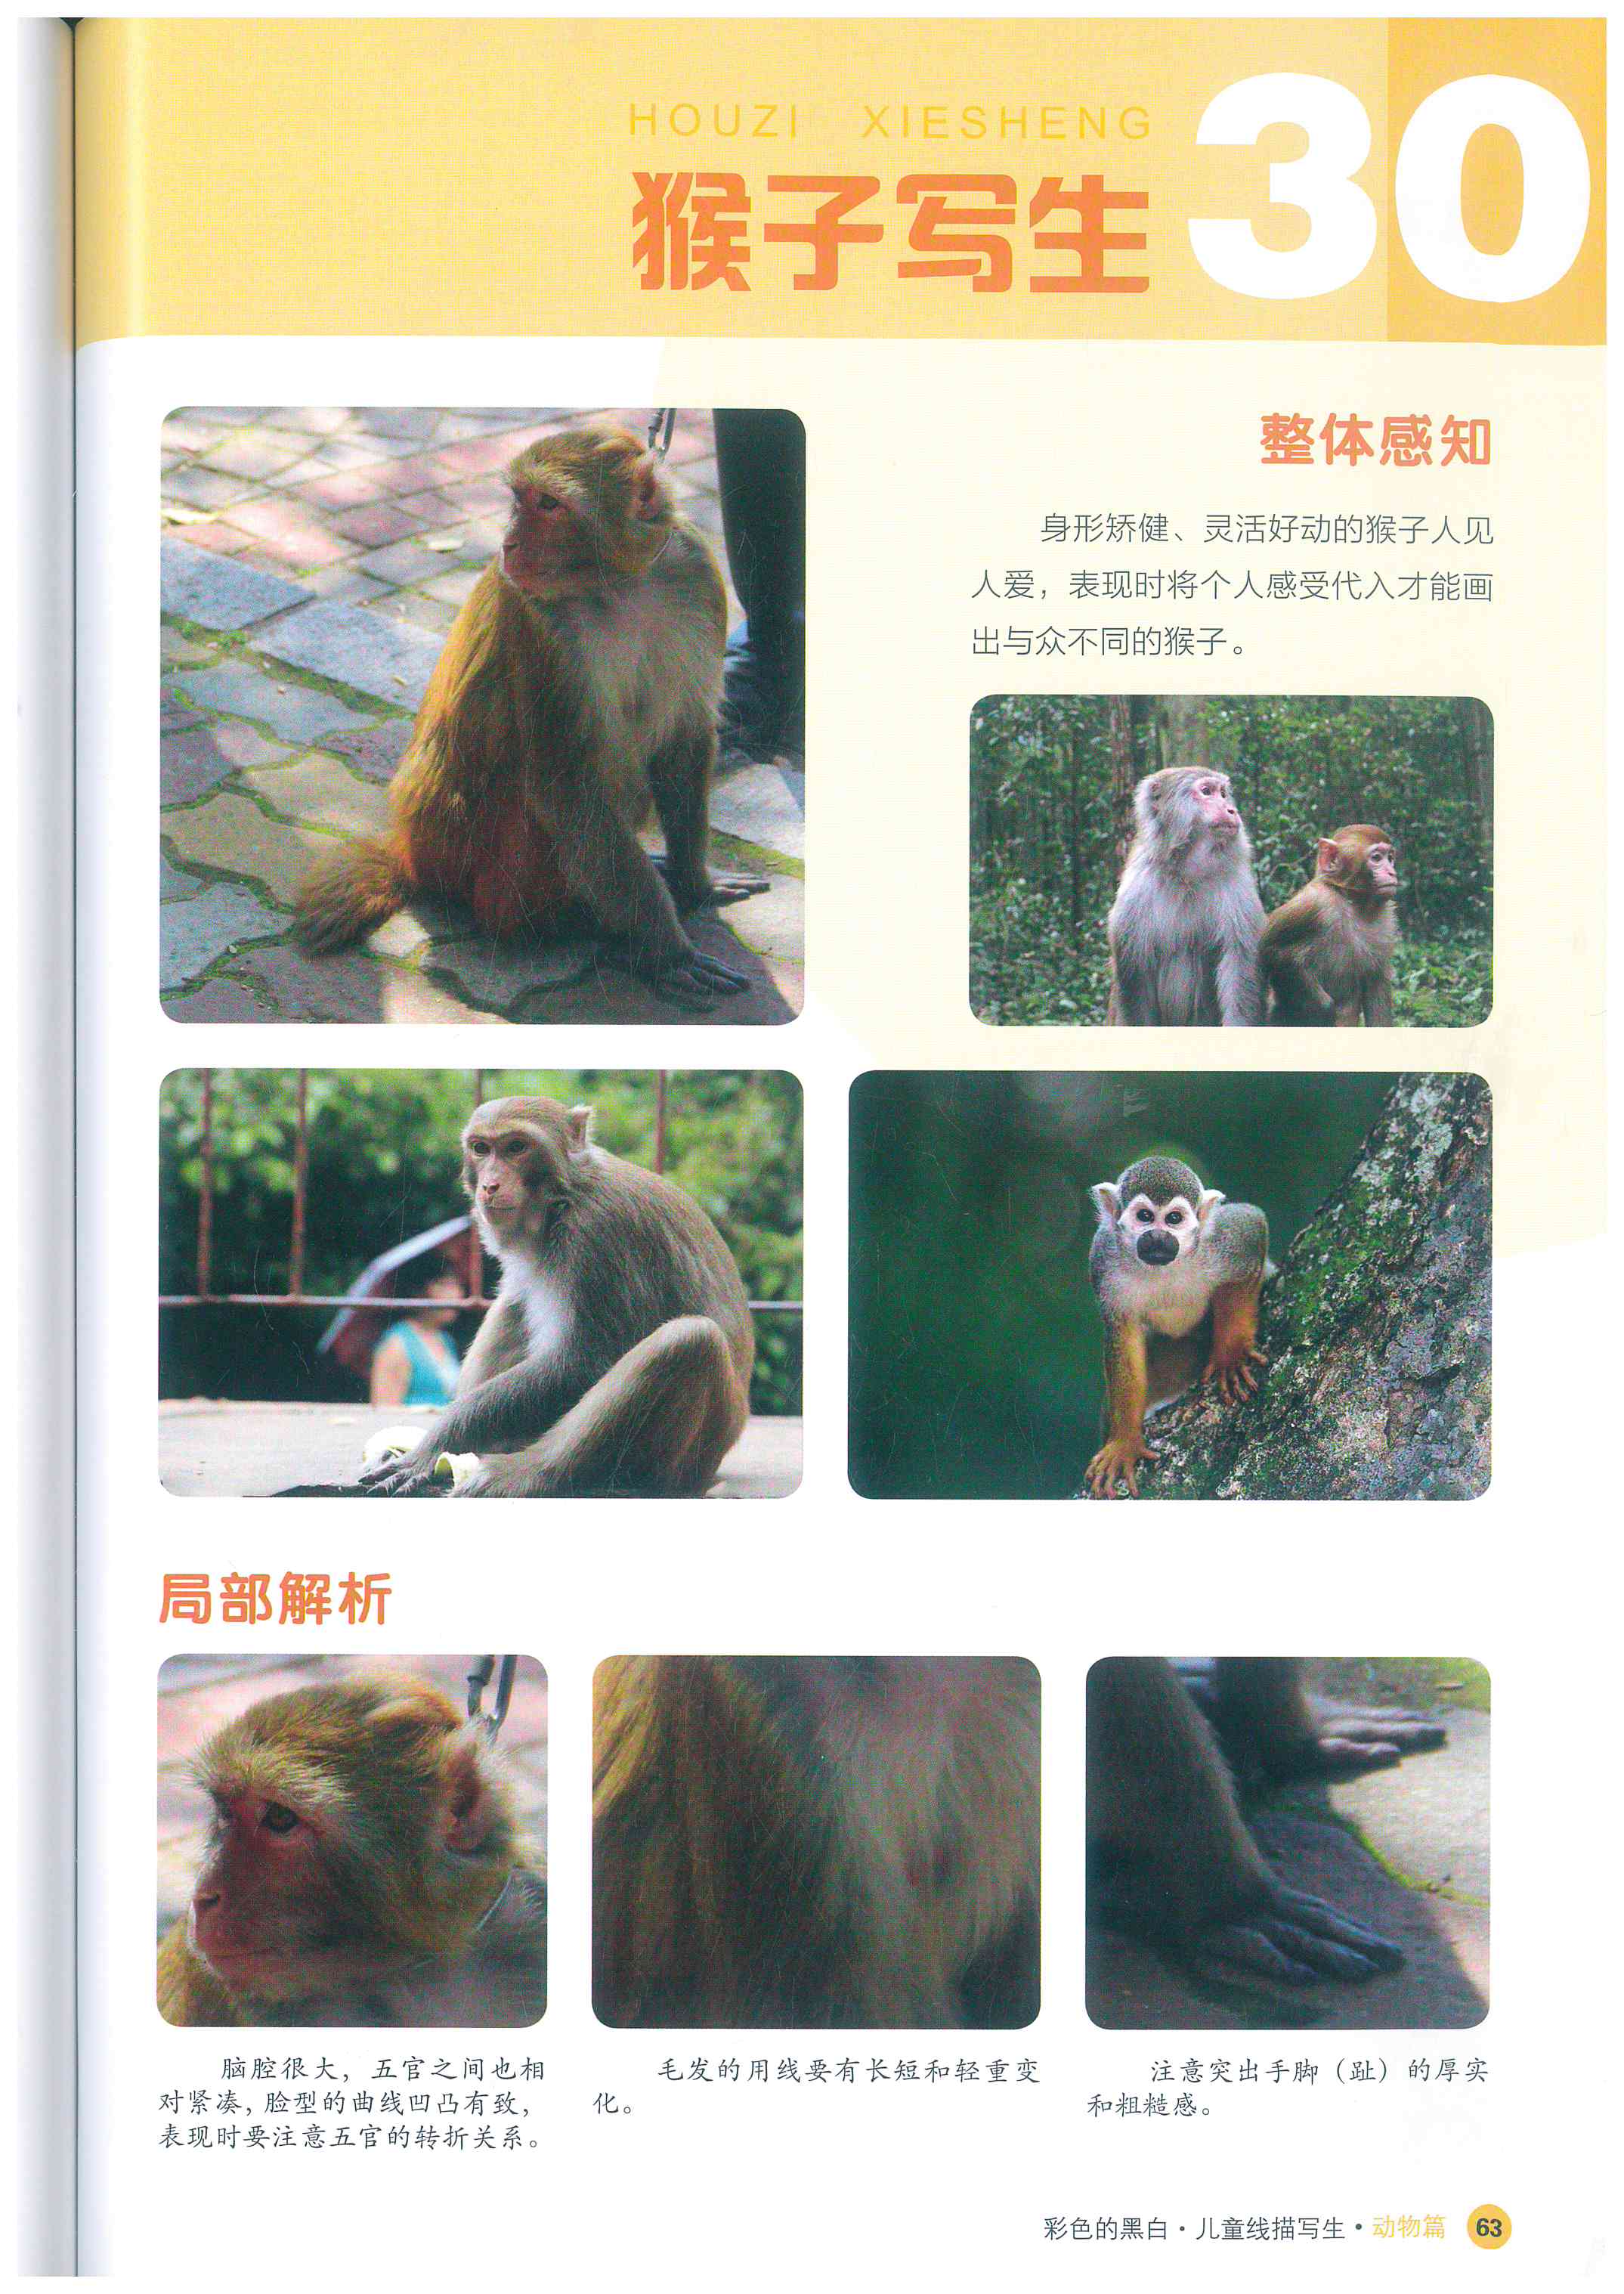 HOUZI XIESHENG
猴子写生
30
整体感知
身形矫健、灵活好动的猴子人见
人爱，表现时将个人感受代入才能画
出与众不同的猴子。
局部解析
脑腔很大，五官之间也相
对紧凑，脸型的曲线凹凸有致，
表现时要注意五官的转折关系。
毛发的用线要有长短和轻重变
化。
注意突出手脚（趾）的厚实
和粗糙感。
彩色的黑白·儿童线描写生·动物篇 63